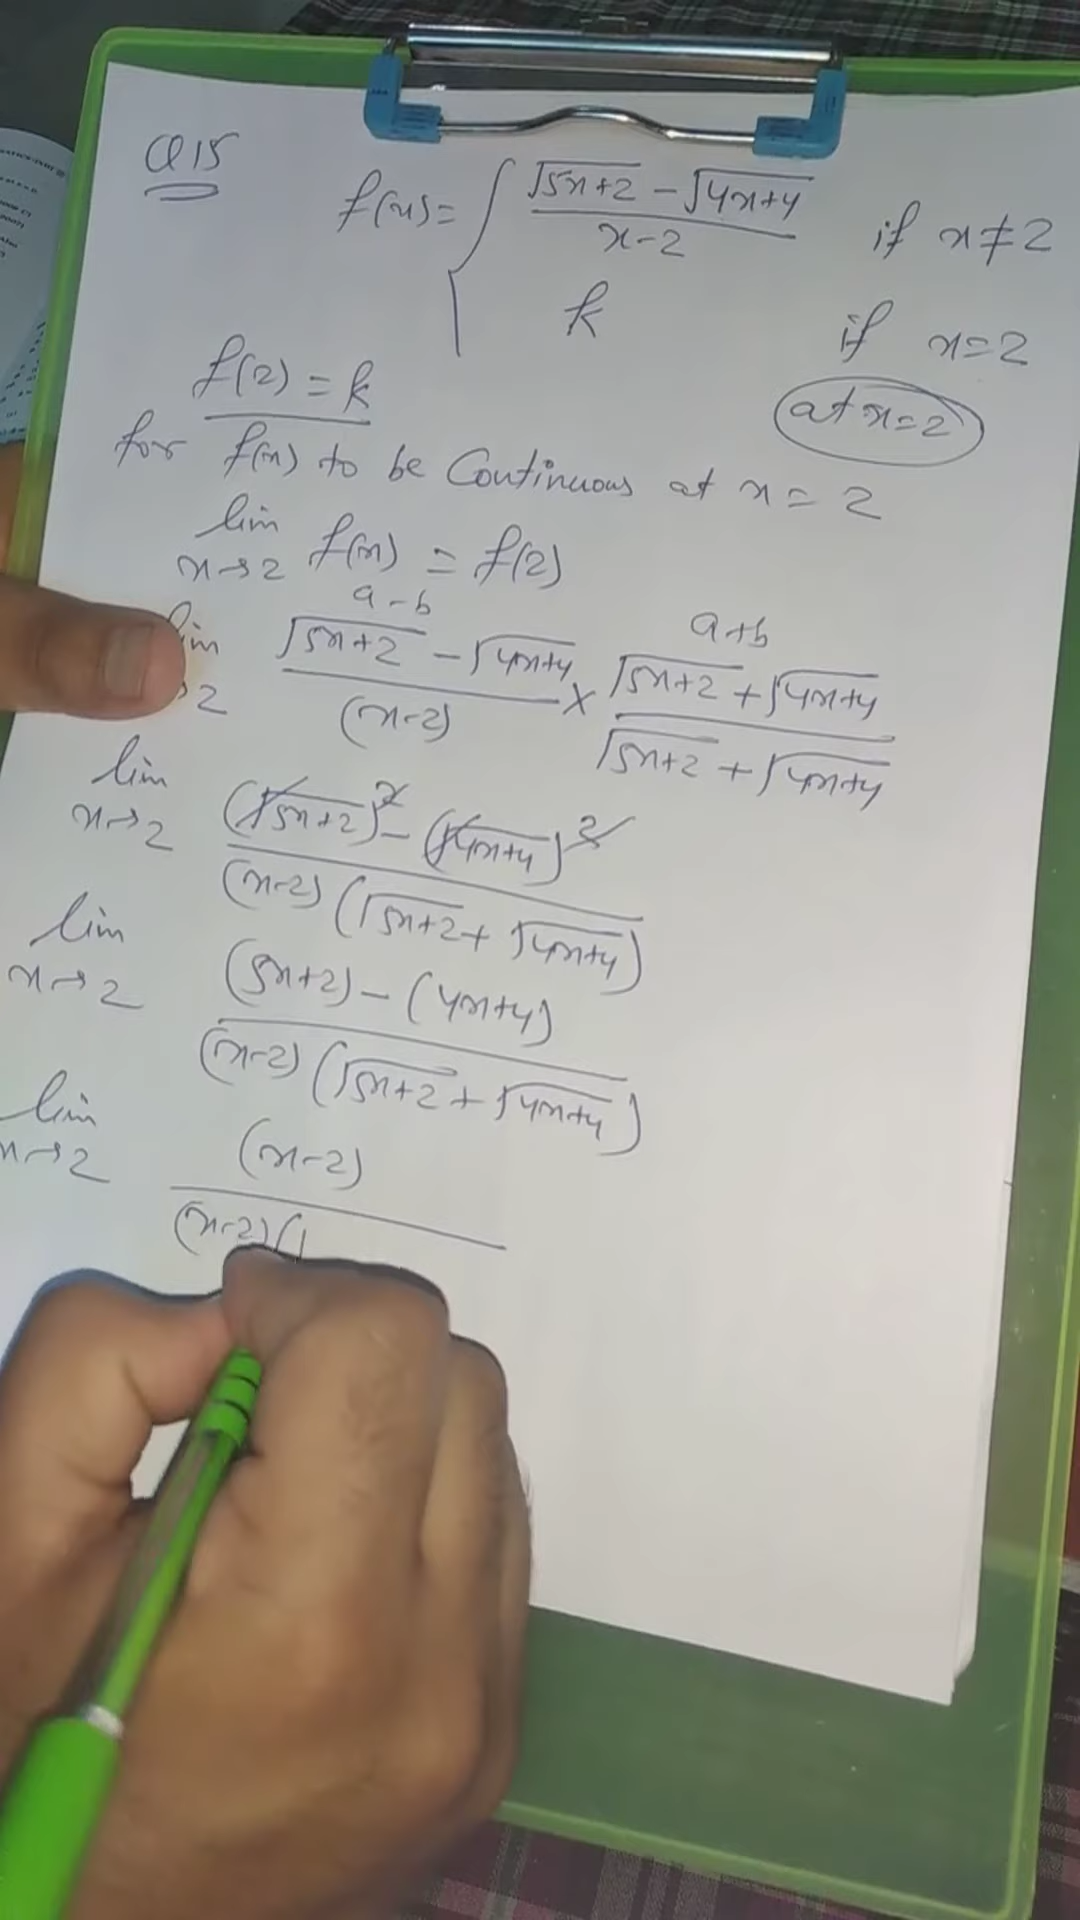 Q15
f(x) = { √5x+2 - √4x+4 / x-2 if x≠2
k if x=2
f(2) = k
at x=2
for f(x) to be Continuous at x = 2
lim x→2 f(x) = f(2)
a-b a+b
lim →2 √5x+2 - √4x+4 / (x-2) × √5x+2 + √4x+4 / √5x+2 + √4x+4
lim x→2 (√5x+2)² - (√4x+4)² / (x-2) (√5x+2 + √4x+4)
lim x→2 (5x+2) - (4x+4) / (x-2) (√5x+2 + √4x+4)
lim x→2 (x-2) / (x-2) (